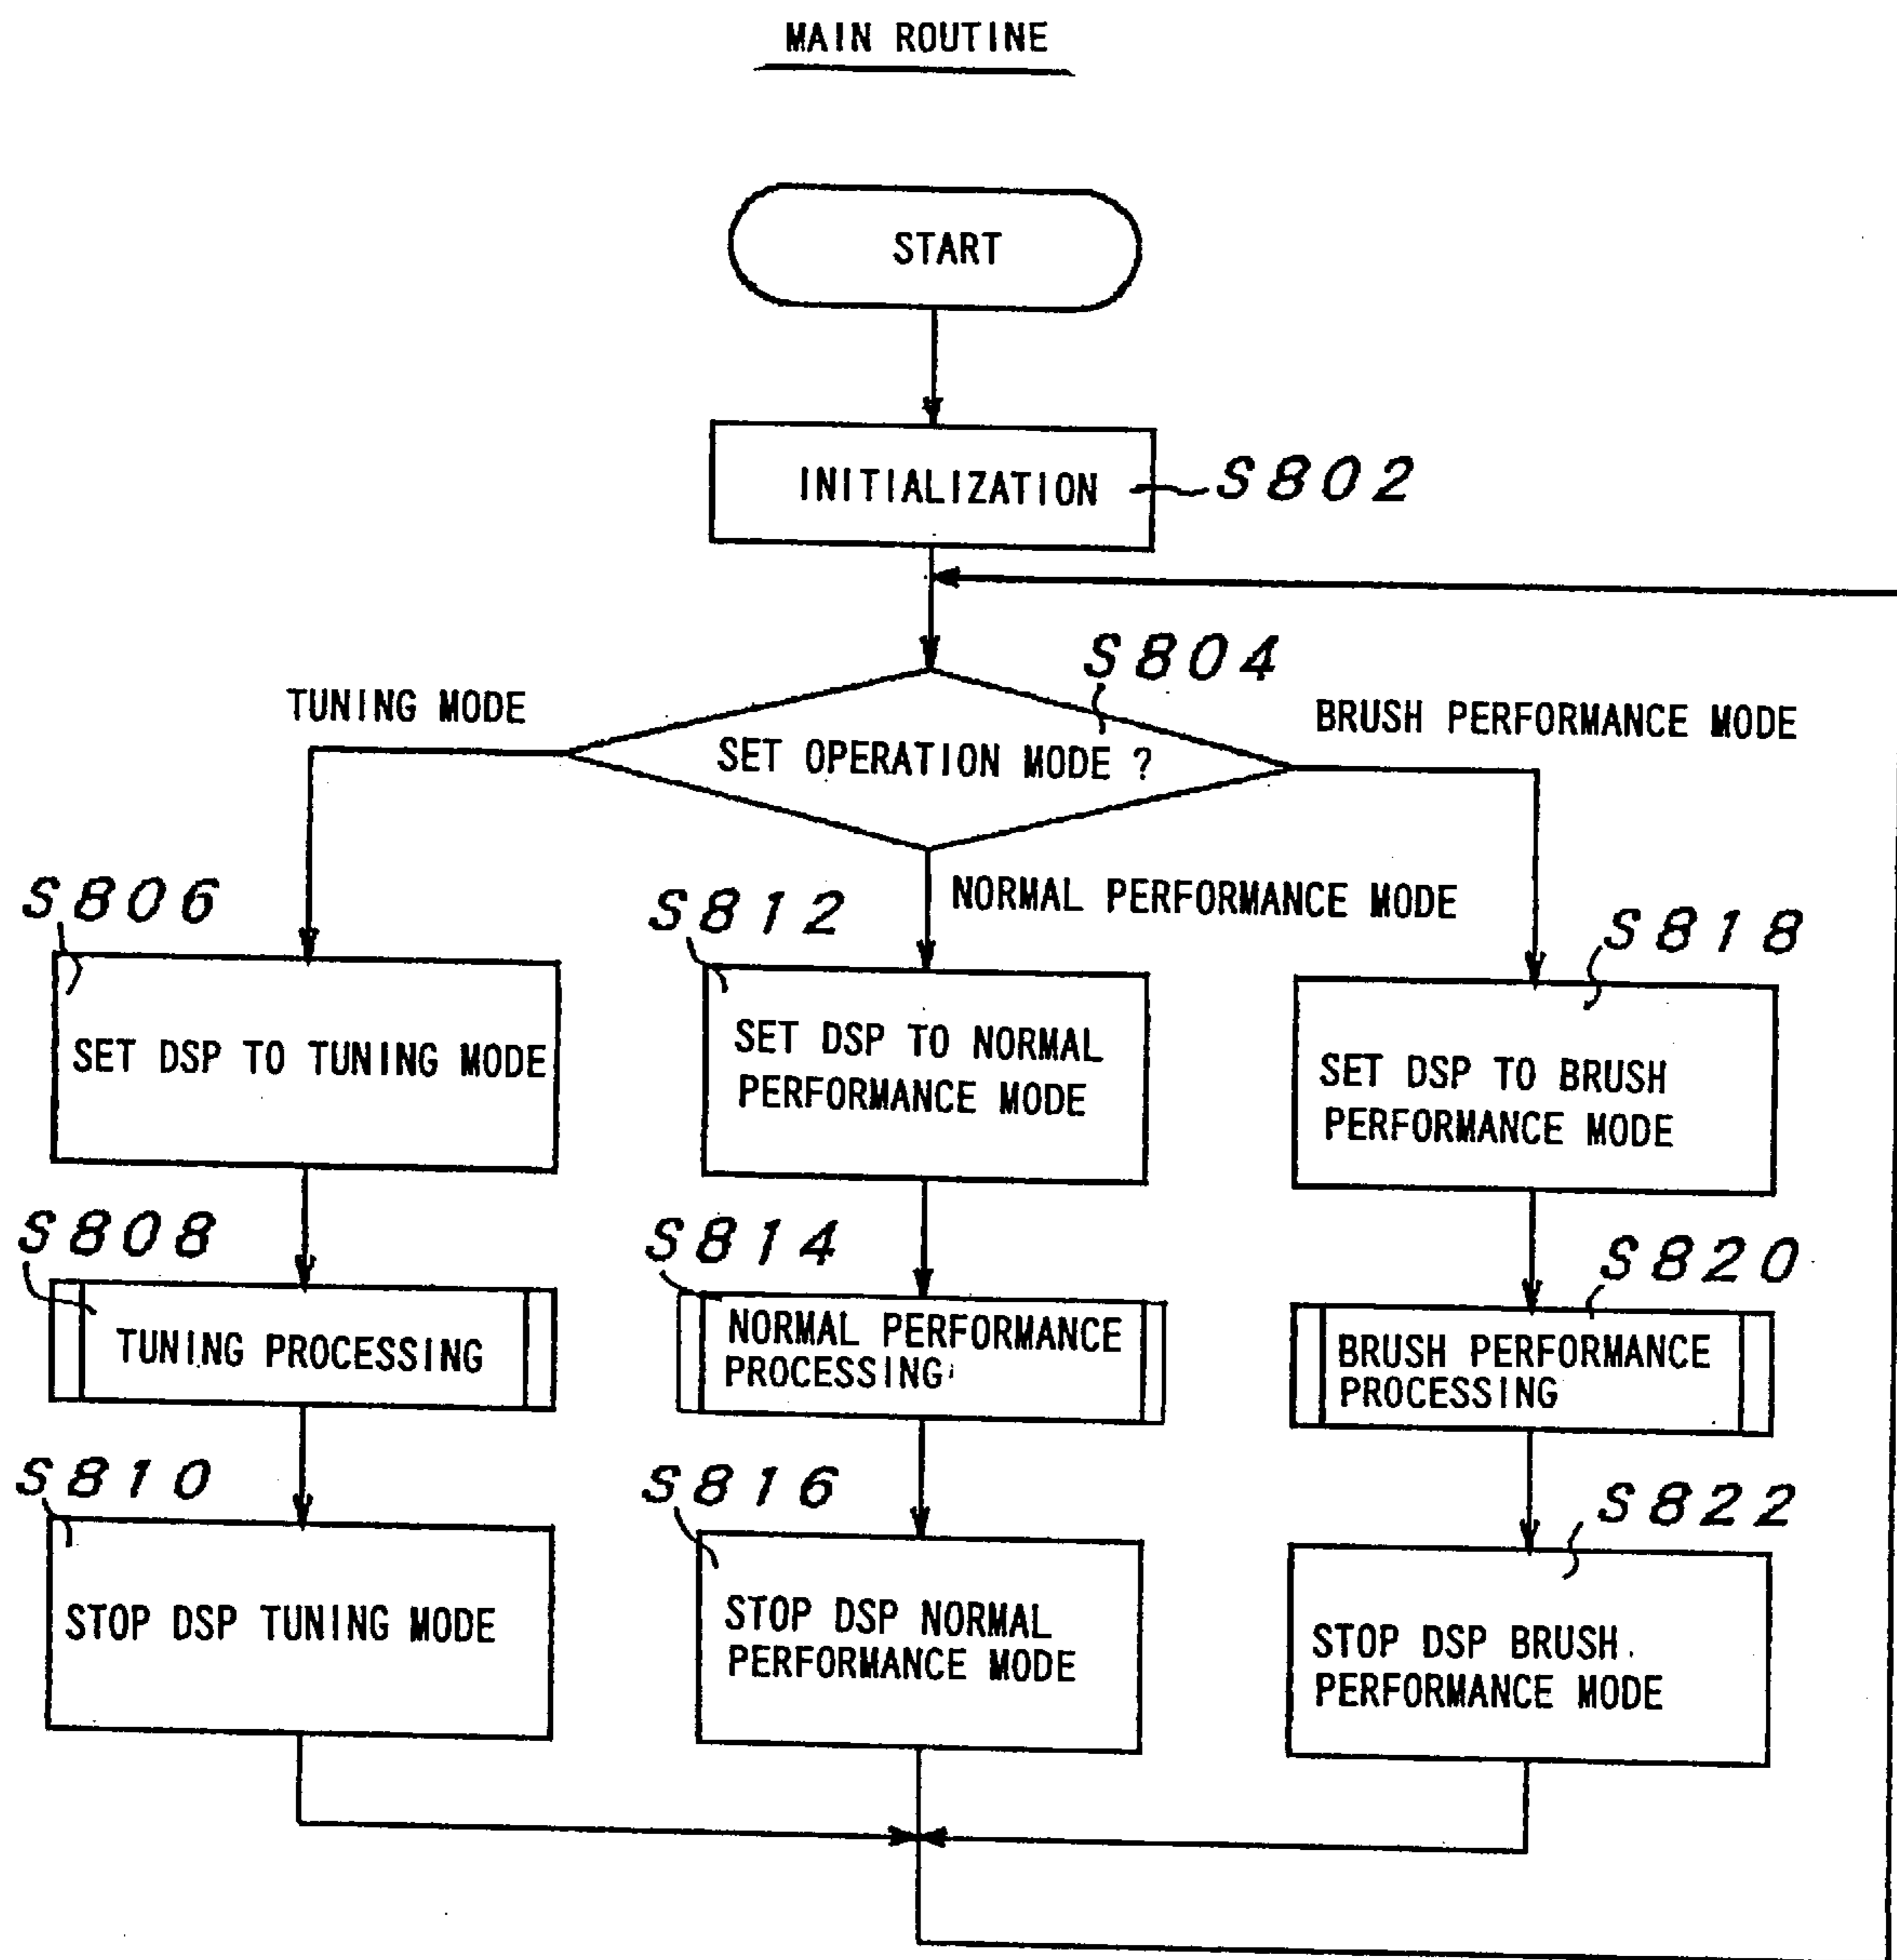 MAIN ROUTINE
START
INITIALIZATION
S802
S804
TUNING MODE
BRUSH PERFORMANCE MODE
SET OPERATION MODE ?
NORMAL PERFORMANCE MODE
S806
SET DSP TO TUNING MODE
S812
SET DSP TO NORMAL
PERFORMANCE MODE
S818
SET DSP TO BRUSH
PERFORMANCE MODE
S808
TUNING PROCESSING
S814
NORMAL PERFORMANCE
PROCESSING
S820
BRUSH PERFORMANCE
PROCESSING
S810
STOP DSP TUNING MODE
S816
STOP DSP NORMAL
PERFORMANCE MODE
S822
STOP DSP BRUSH
PERFORMANCE MODE